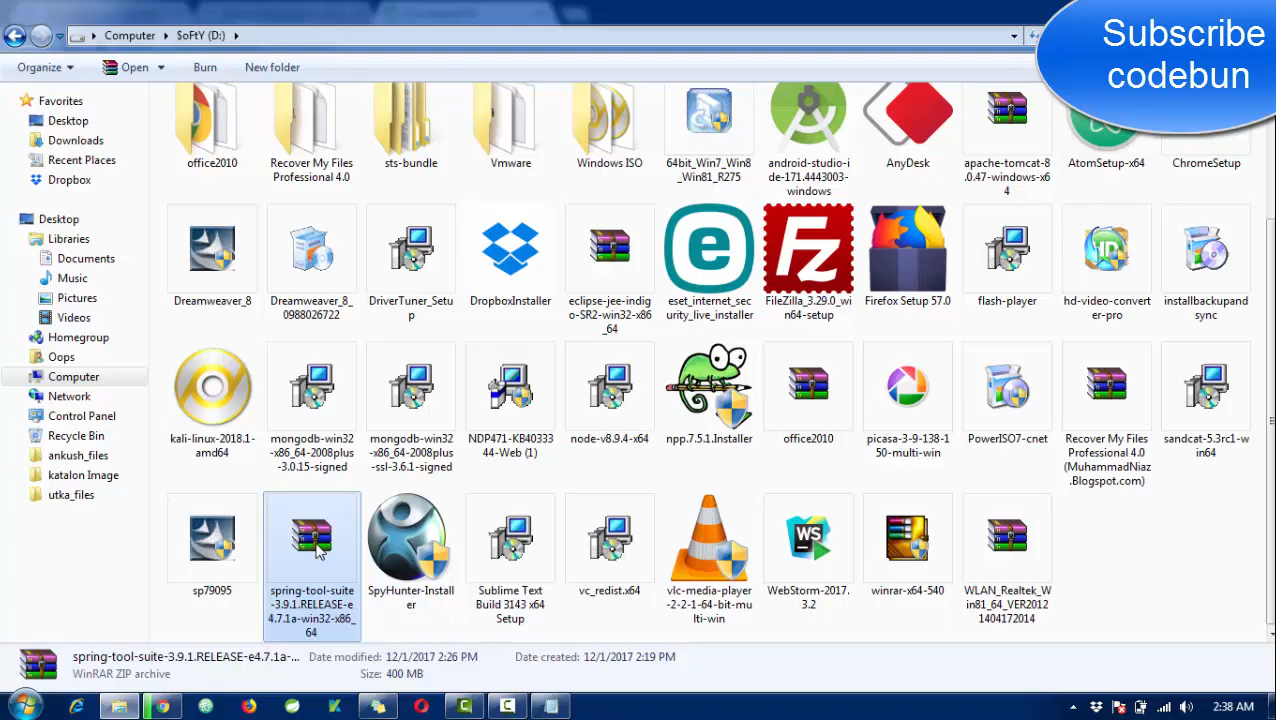 Subscribe
codebun
Computer
SoFtY (D:)
Organize
Open
Burn
New folder
Favorites
Desktop
Downloads
Recent Places
Dropbox
Desktop
Libraries
Documents
Music
Pictures
Videos
Homegroup
Oops
Computer
Network
Control Panel
Recycle Bin
ankush_files
katalon Image
utka_files
office2010
Recover My Files
Professional 4.0
sts-bundle
Vmware
Windows ISO
64bit_Win7_Win8
_Win81_R275
android-studio-i
de-171.4443003-
windows
AnyDesk
apache-tomcat-8
.0.47-windows-x6
4
AtomSetup-x64
ChromeSetup
Dreamweaver_8
Dreamweaver_8_
0988026722
DriverTuner_Setu
p
DropboxInstaller
eclipse-jee-indig
o-SR2-win32-x86
_64
e
eset_internet_sec
urity_live_installer
Fz
FileZilla_3.29.0_wi
n64-setup
Firefox Setup 57.0
flash-player
HD
hd-video-convert
er-pro
installbackupand
sync
kali-linux-2018.1-
amd64
mongodb-win32
-x86_64-2008plus
-3.0.15-signed
mongodb-win32
-x86_64-2008plus
-ssl-3.6.1-signed
NDP471-KB40333
44-Web (1)
node-v8.9.4-x64
npp.7.5.1.Installer
office2010
picasa-3-9-138-1
50-multi-win
PowerISO7-cnet
Recover My Files
Professional 4.0
(MuhammadNiaz
.Blogspot.com)
sandcat-5.3rc1-w
in64
sp79095
spring-tool-suite
-3.9.1.RELEASE-e
4.7.1a-win32-x86_
64
SpyHunter-Install
er
Sublime Text
Build 3143 x64
Setup
vc_redist.x64
vlc-media-player
-2-2-1-64-bit-mu
lti-win
WS
WebStorm-2017.
3.2
winrar-x64-540
WLAN_Realtek_W
in81_64_VER2012
1404172014
spring-tool-suite-3.9.1.RELEASE-e4.7.1a-... Date modified: 12/1/2017 2:26 PM Date created: 12/1/2017 2:19 PM
WinRAR ZIP archive Size: 400 MB
2:38 AM